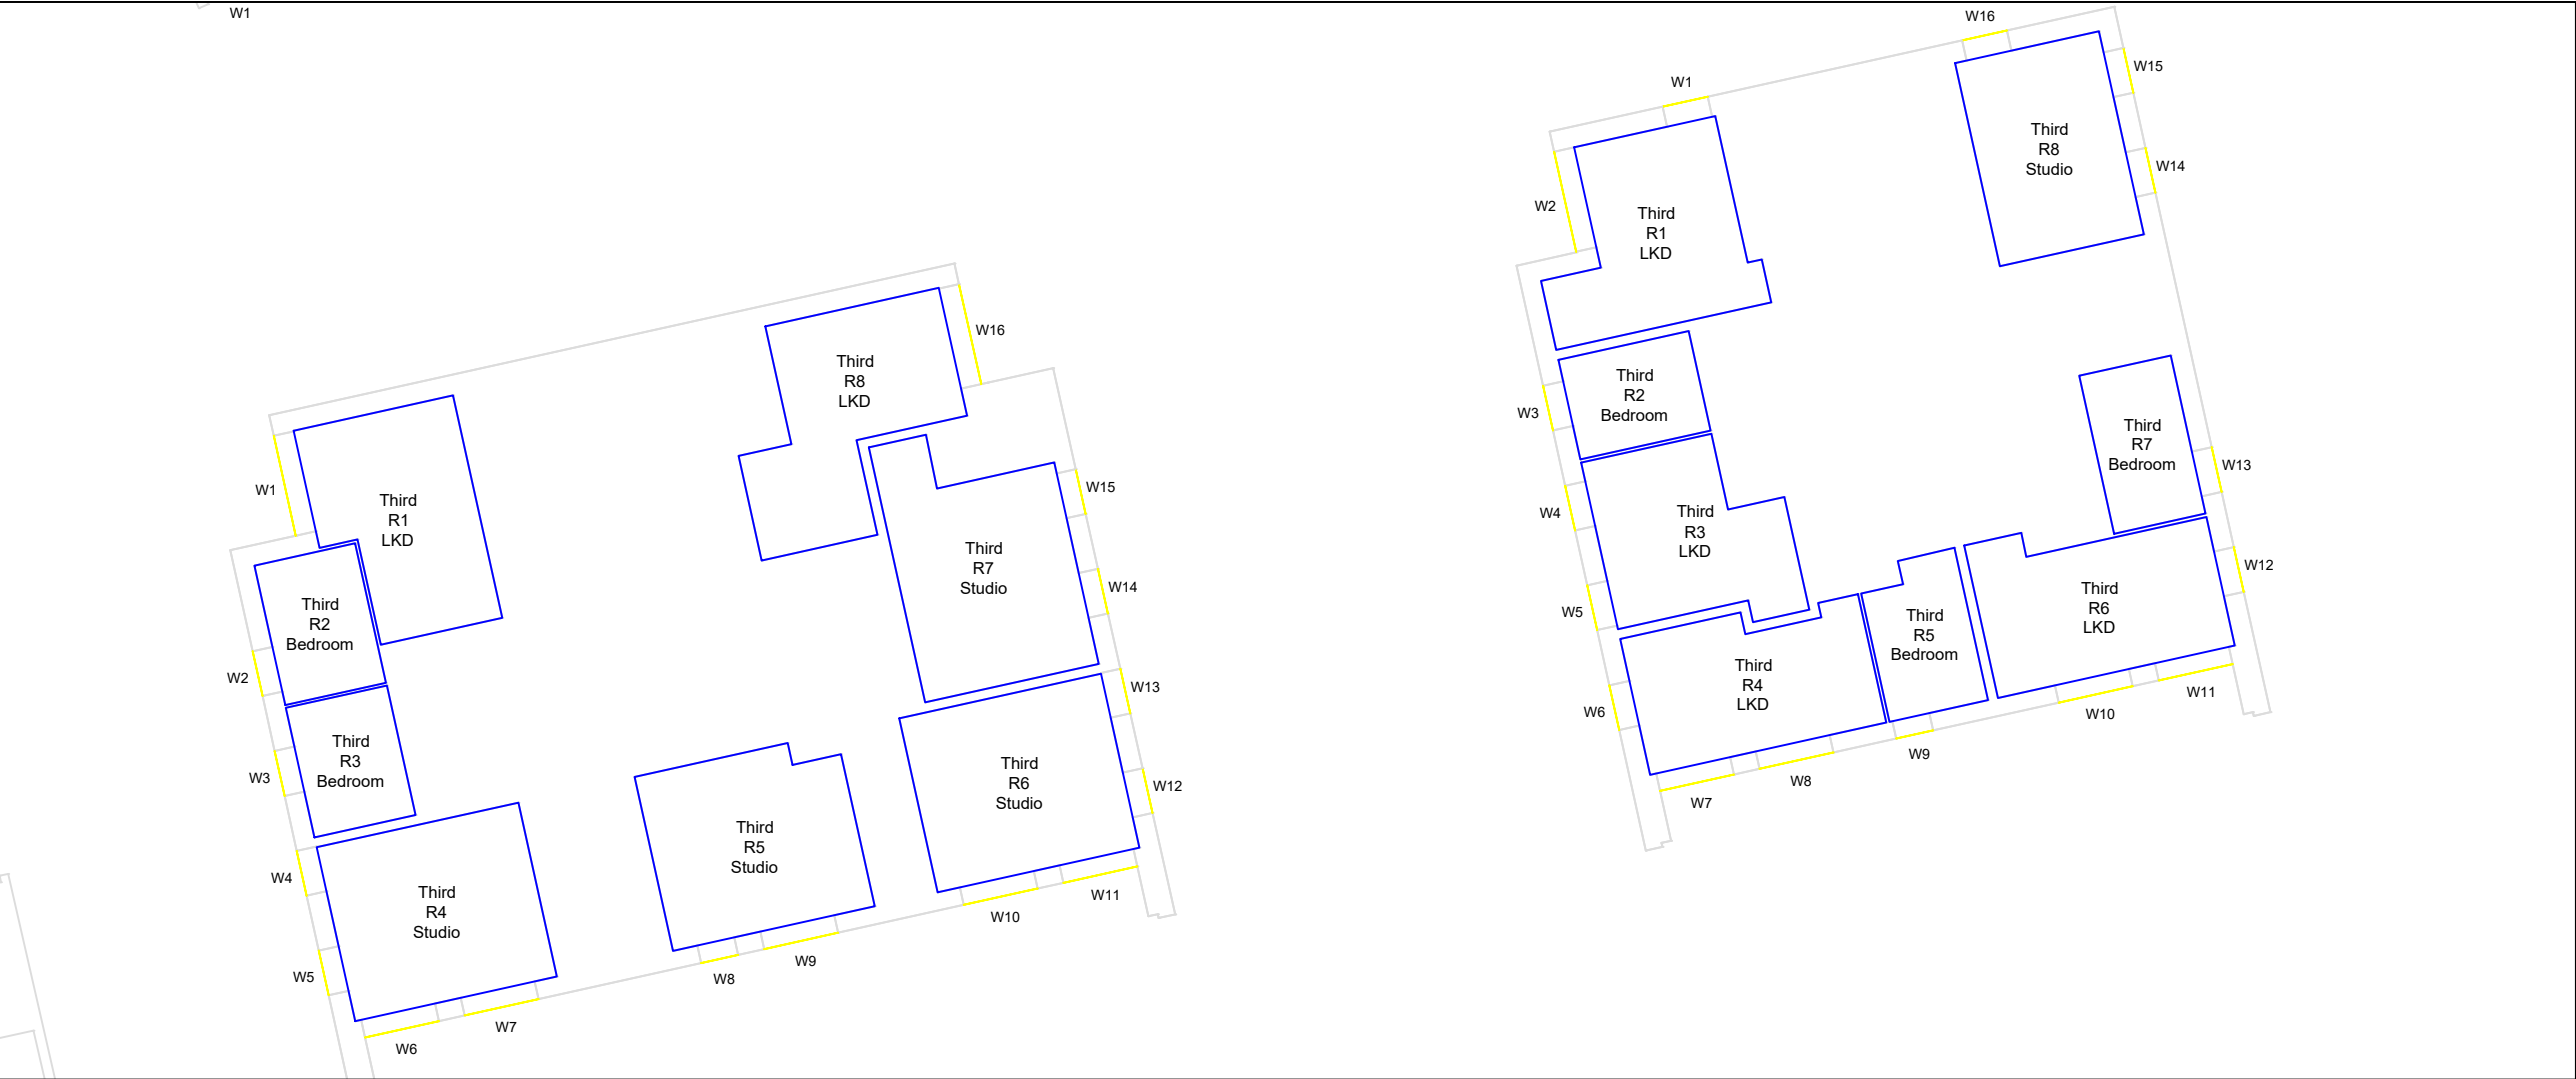 W1
W16
W1
W15
Third
R8
Studio
W14
W2
Third
R1
LKD
Third
R2
Bedroom
W3
Third
R7
Bedroom
W13
W4
Third
R3
LKD
W12
W5
Third
R6
LKD
Third
R5
Bedroom
Third
R4
LKD
W6
W11
W10
W9
W8
W7
W16
Third
R8
LKD
W1
Third
R1
LKD
W15
Third
R7
Studio
W14
Third
R2
Bedroom
W2
W13
Third
R3
Bedroom
W3
Third
R6
Studio
W12
Third
R5
Studio
W4
Third
R4
Studio
W11
W10
W9
W8
W5
W7
W6